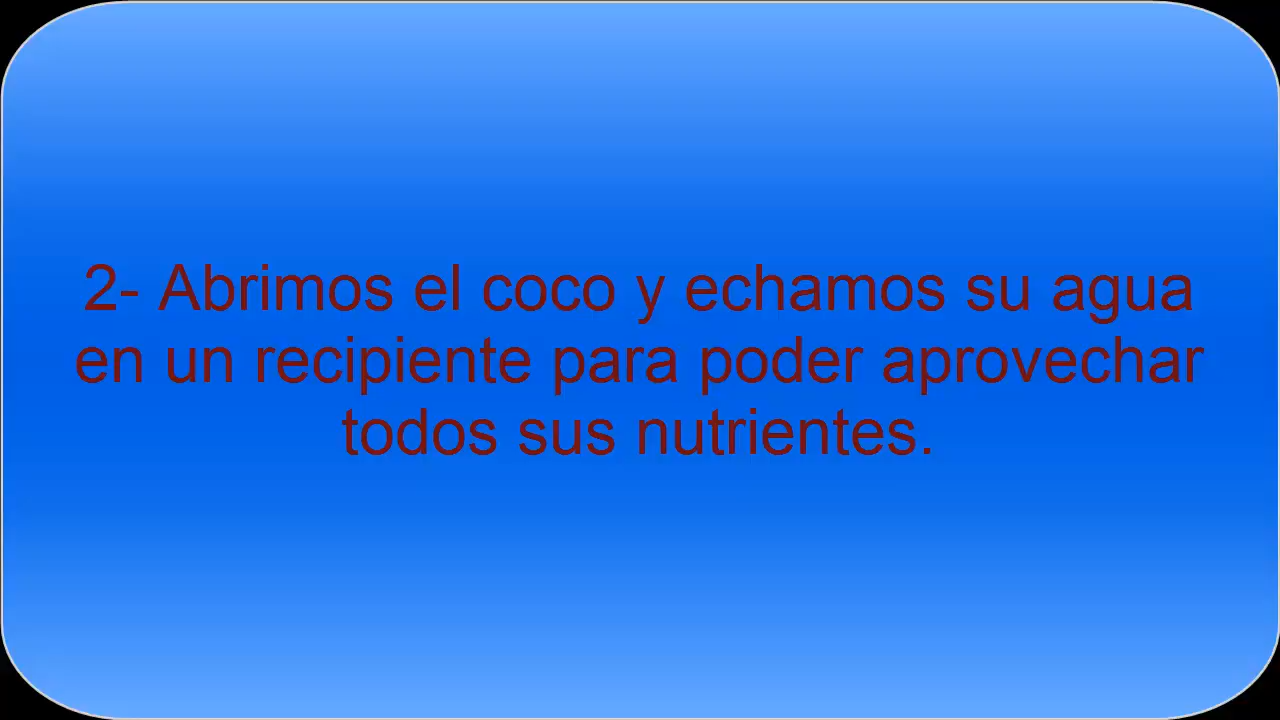 2- Abrimos el coco y echamos su agua
en un recipiente para poder aprovechar
todos sus nutrientes.